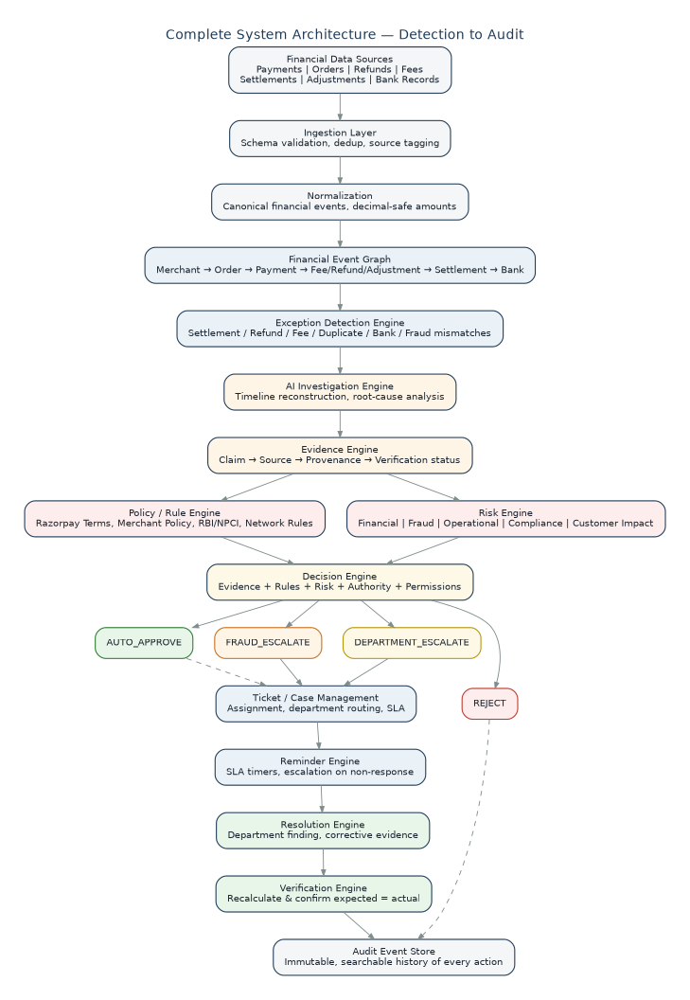 Complete System Architecture — Detection to Audit
Financial Data Sources
Payments | Orders | Refunds | Fees
Settlements | Adjustments | Bank Records
Ingestion Layer
Schema validation, dedup, source tagging
Normalization
Canonical financial events, decimal-safe amounts
Financial Event Graph
Merchant → Order → Payment → Fee/Refund/Adjustment → Settlement → Bank
Exception Detection Engine
Settlement / Refund / Fee / Duplicate / Bank / Fraud mismatches
AI Investigation Engine
Timeline reconstruction, root-cause analysis
Evidence Engine
Claim → Source → Provenance → Verification status
Policy / Rule Engine
Razorpay Terms, Merchant Policy, RBI/NPCI, Network Rules
Risk Engine
Financial | Fraud | Operational | Compliance | Customer Impact
Decision Engine
Evidence + Rules + Risk + Authority + Permissions
AUTO_APPROVE
FRAUD_ESCALATE
DEPARTMENT_ESCALATE
Ticket / Case Management
Assignment, department routing, SLA
REJECT
Reminder Engine
SLA timers, escalation on non-response
Resolution Engine
Department finding, corrective evidence
Verification Engine
Recalculate & confirm expected = actual
Audit Event Store
Immutable, searchable history of every action